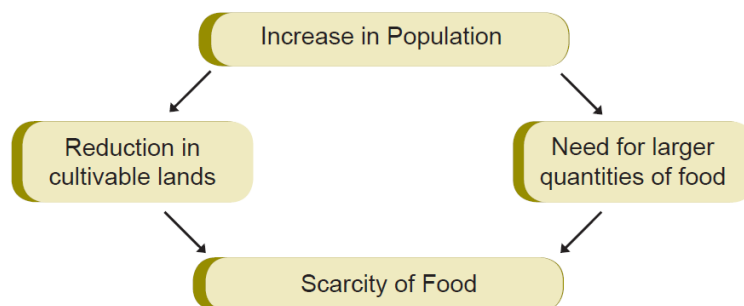 Increase in Population
Reduction in
cultivable lands
Need for larger
quantities of food
Scarcity of Food